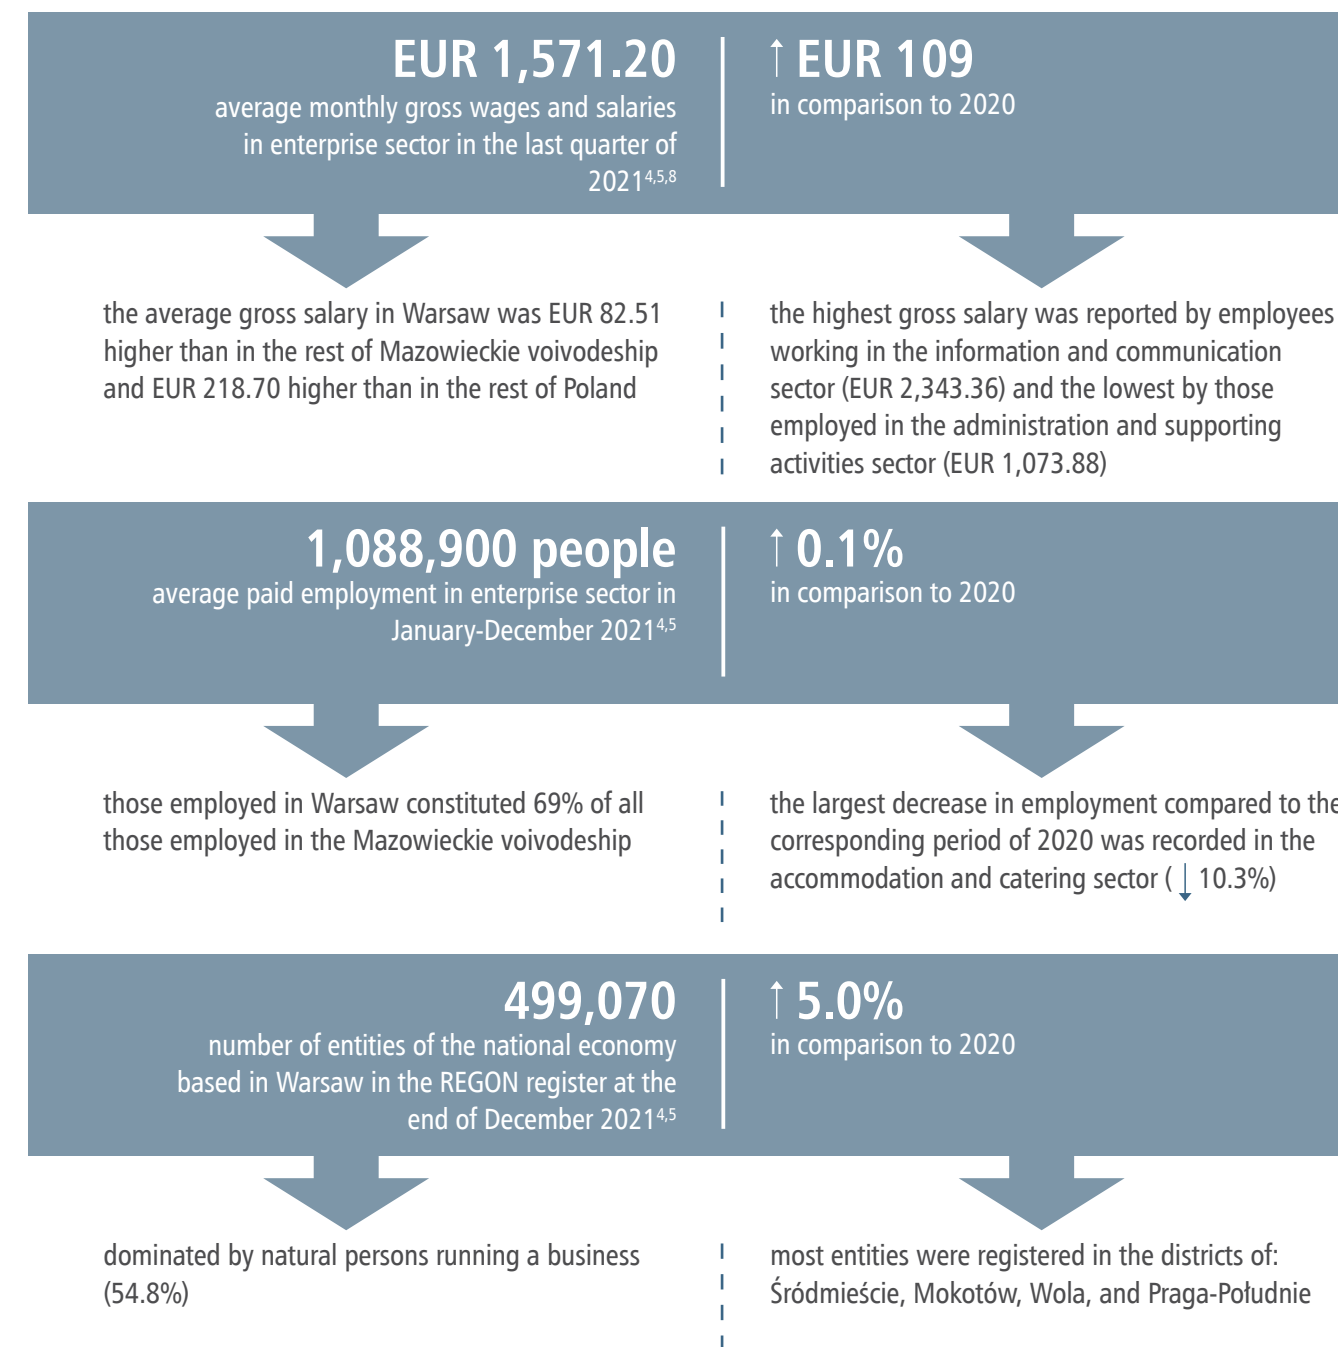 EUR 1,571.20
average monthly gross wages and salaries
in enterprise sector in the last quarter of
2021⁴,⁵,⁸
↑ EUR 109
in comparison to 2020
the average gross salary in Warsaw was EUR 82.51
higher than in the rest of Mazowieckie voivodeship
and EUR 218.70 higher than in the rest of Poland
the highest gross salary was reported by employees
working in the information and communication
sector (EUR 2,343.36) and the lowest by those
employed in the administration and supporting
activities sector (EUR 1,073.88)
1,088,900 people
average paid employment in enterprise sector in
January-December 2021⁴,⁵
↑ 0.1%
in comparison to 2020
those employed in Warsaw constituted 69% of all
those employed in the Mazowieckie voivodeship
the largest decrease in employment compared to the
corresponding period of 2020 was recorded in the
accommodation and catering sector (↓ 10.3%)
499,070
number of entities of the national economy
based in Warsaw in the REGON register at the
end of December 2021⁴,⁵
↑ 5.0%
in comparison to 2020
dominated by natural persons running a business
(54.8%)
most entities were registered in the districts of:
Śródmieście, Mokotów, Wola, and Praga-Południe